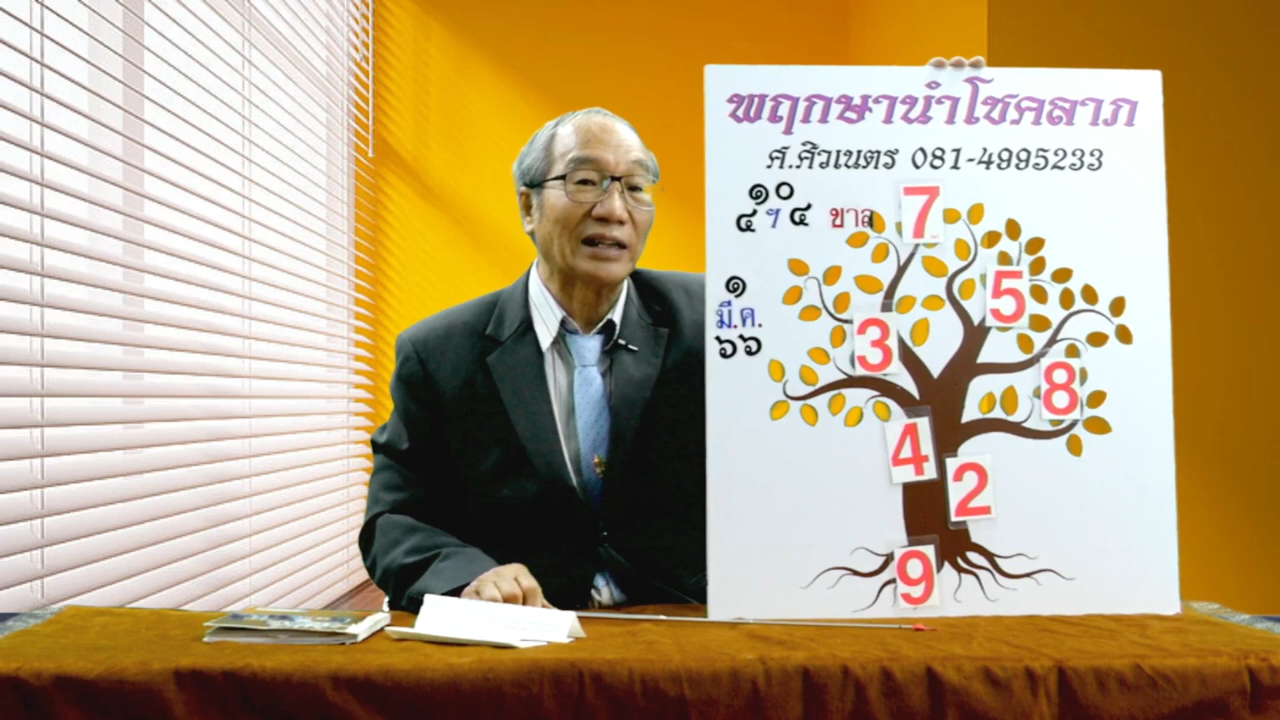 พฤกษานำโชคลาภ
ศ.ศิวเนตร 081-4995233
๑๐
๔ ฯ ๔ ขาล
7
5
๑
มี.ค.
๖๖
3
8
4
2
9